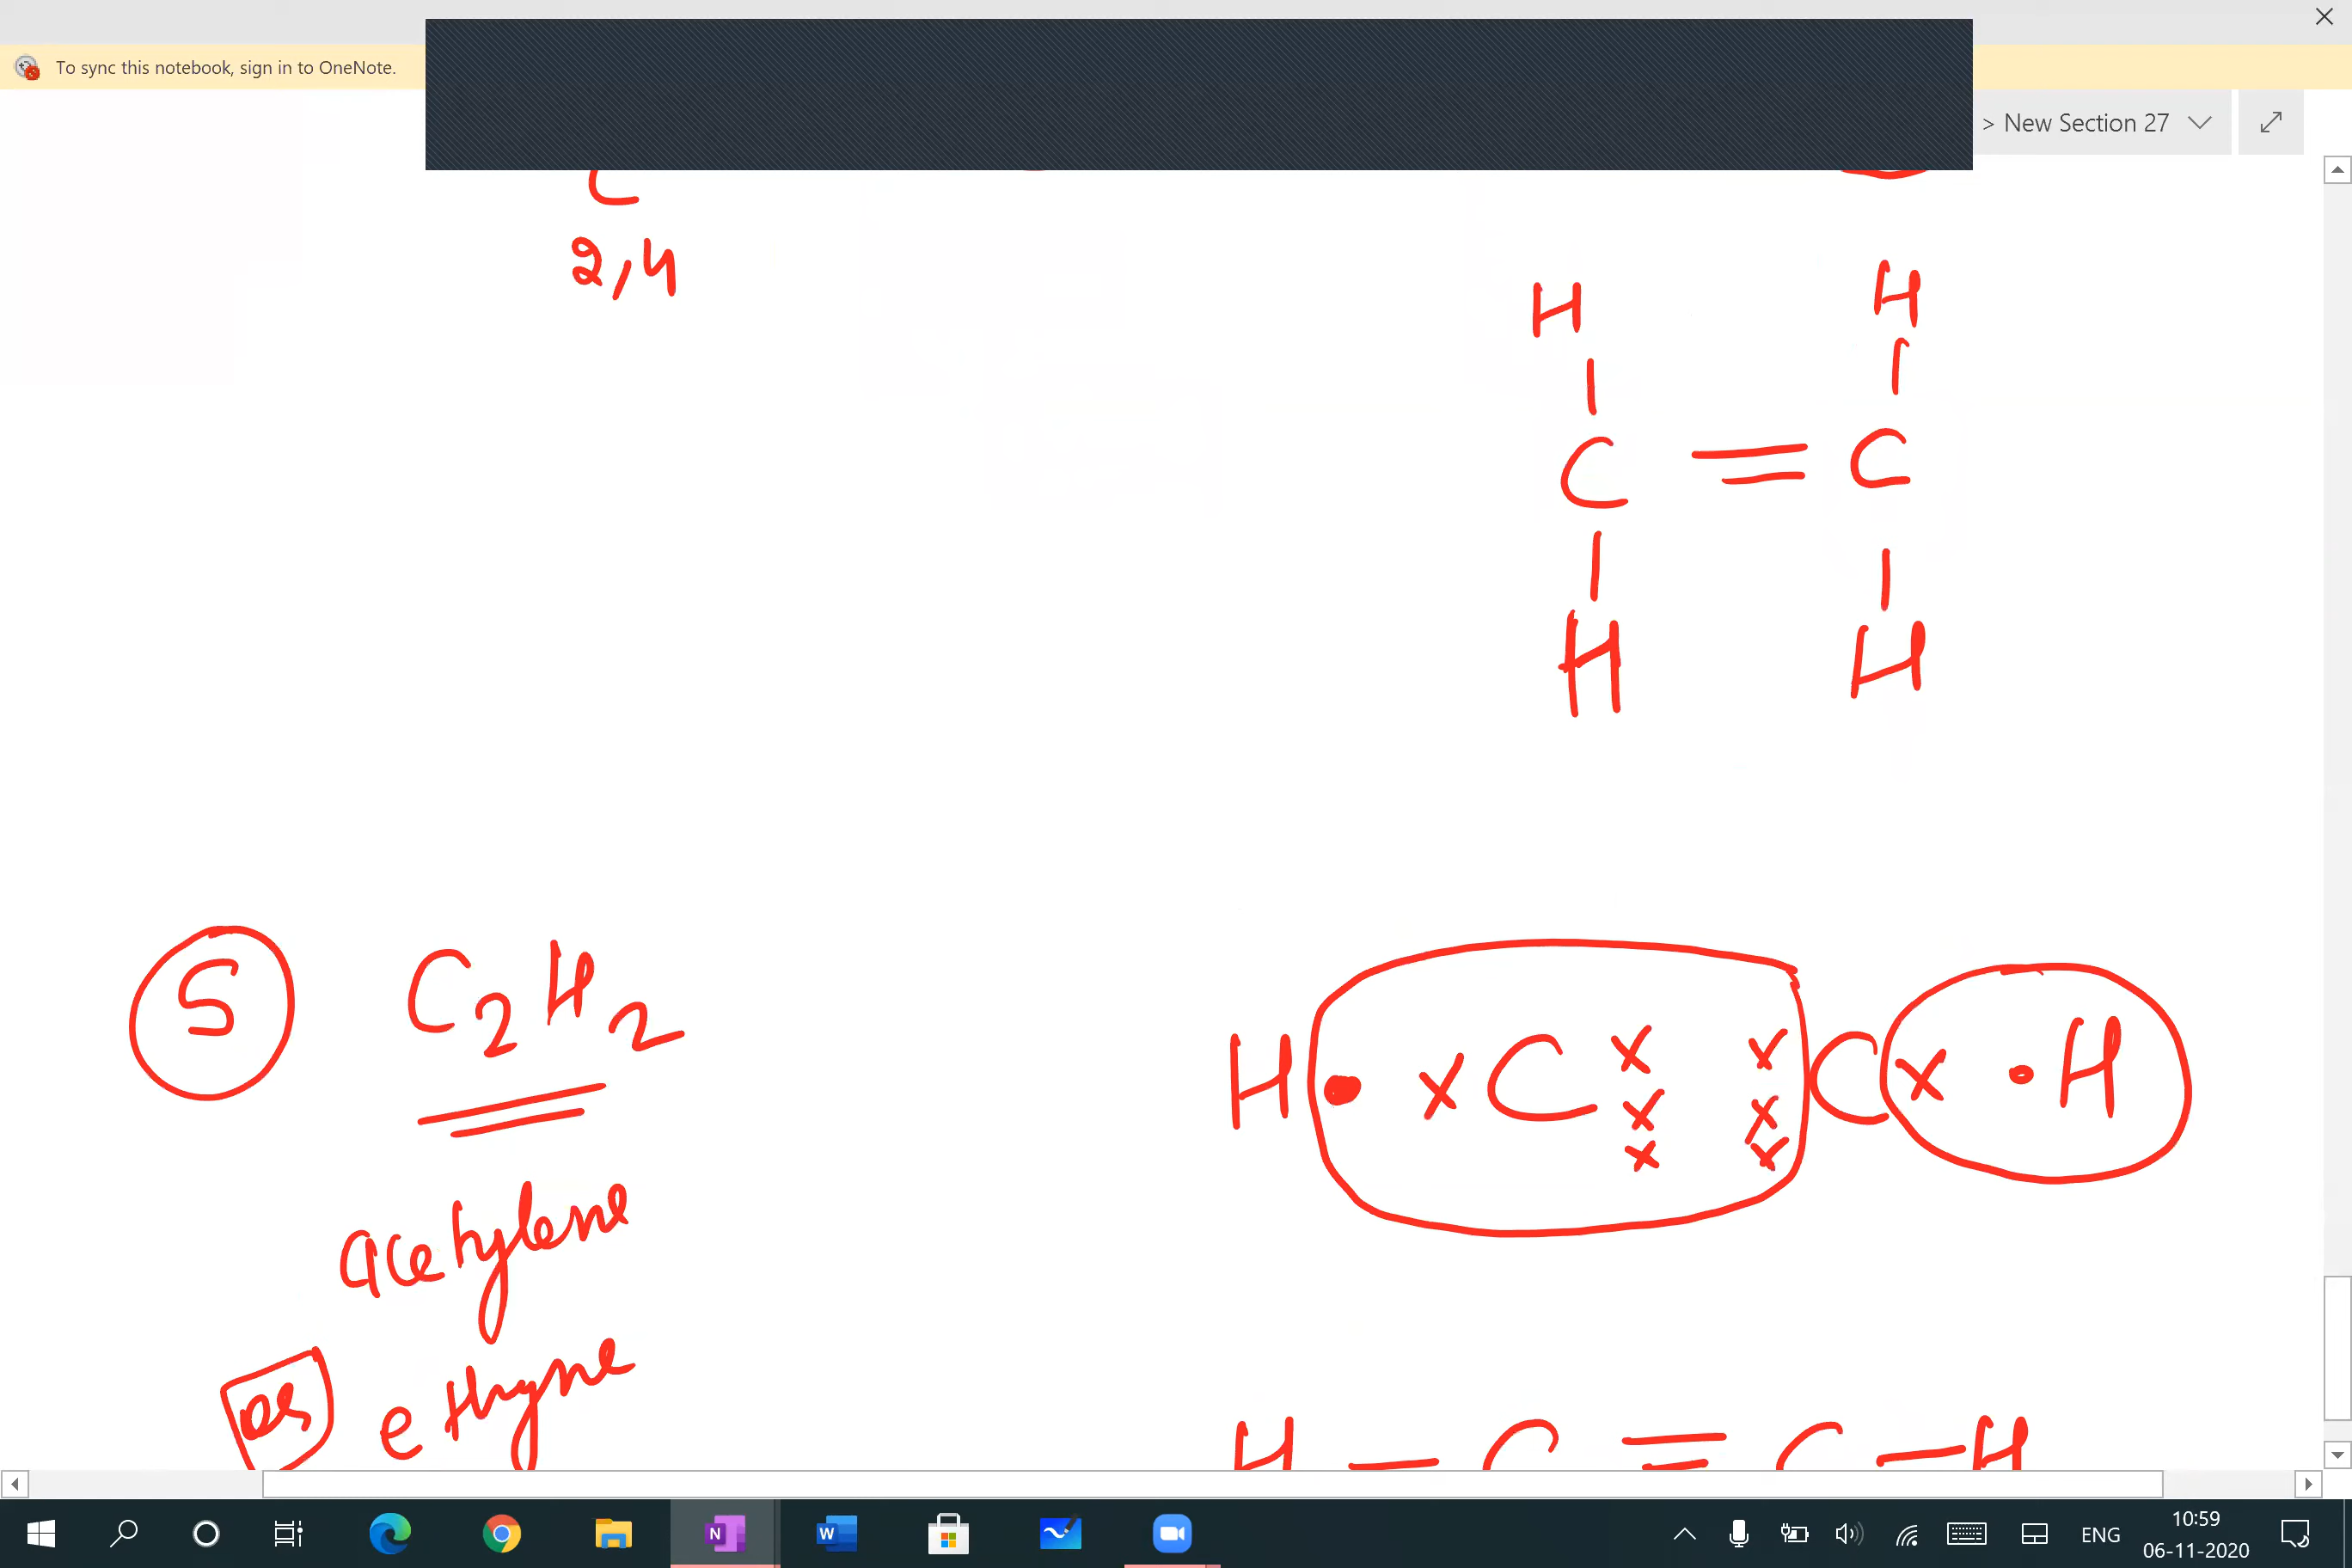 To sync this notebook, sign in to OneNote.
> New Section 27
C
2,4
H H
C = C
H H
5 C2H2
H • x C x x x x x x C x • H
acetylene
or ethyne
H — C = C — H
ENG
10:59
06-11-2020